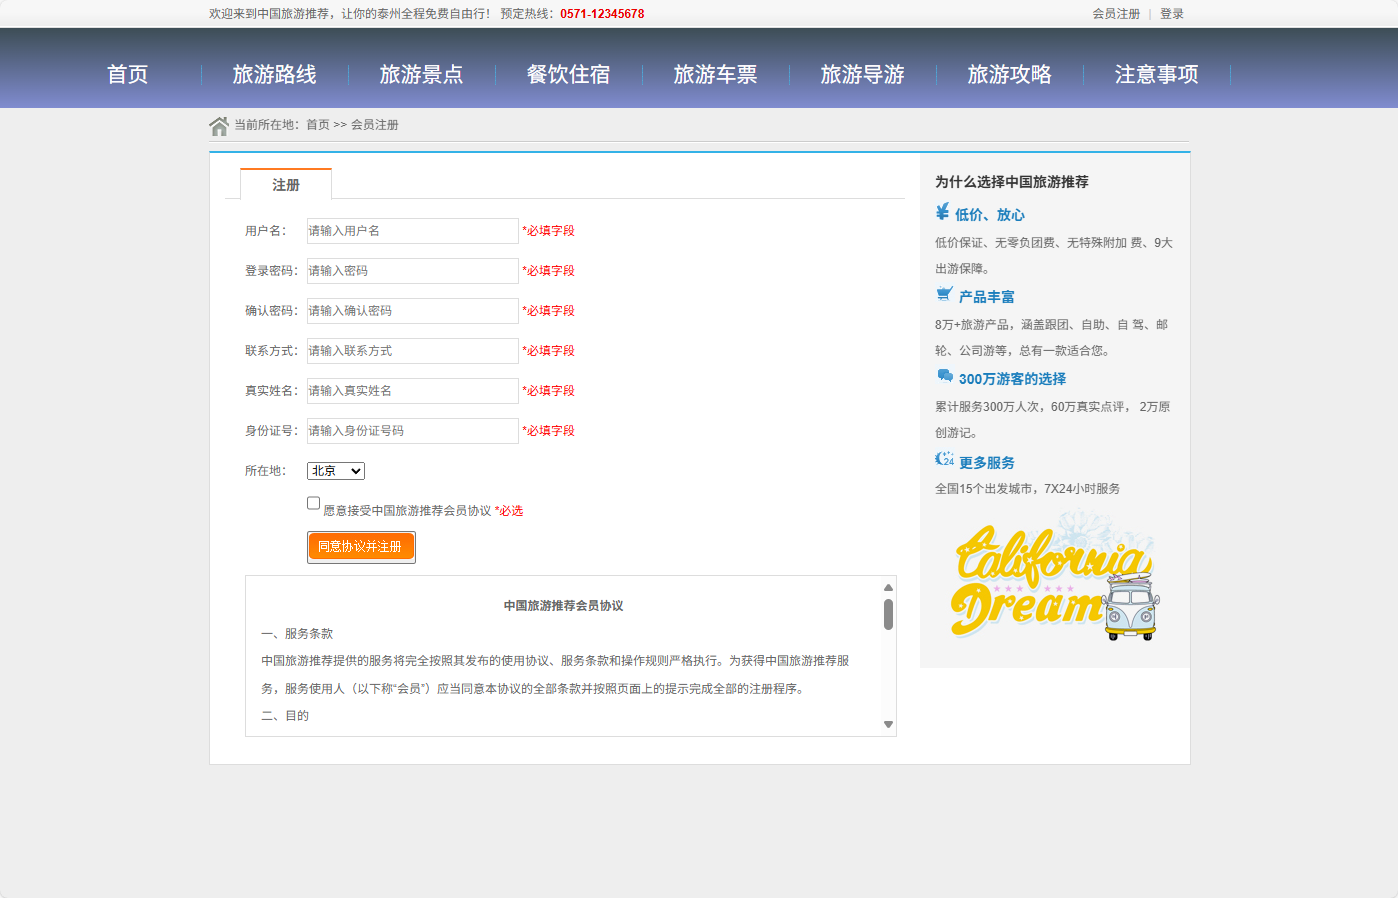 欢迎来到中国旅游推荐，让你的泰州全程免费自由行！ 预定热线：0571-12345678
会员注册 | 登录
首页 旅游路线 旅游景点 餐饮住宿 旅游车票 旅游导游 旅游攻略 注意事项
当前所在地：首页 >> 会员注册
注册
用户名： 请输入用户名 *必填字段
登录密码： 请输入密码 *必填字段
确认密码： 请输入确认密码 *必填字段
联系方式： 请输入联系方式 *必填字段
真实姓名： 请输入真实姓名 *必填字段
身份证号： 请输入身份证号码 *必填字段
所在地： 北京
愿意接受中国旅游推荐会员协议 *必选
同意协议并注册
中国旅游推荐会员协议
一、服务条款
中国旅游推荐提供的服务将完全按照其发布的使用协议、服务条款和操作规则严格执行。为获得中国旅游推荐服
务，服务使用人（以下称“会员”）应当同意本协议的全部条款并按照页面上的提示完成全部的注册程序。
二、目的
为什么选择中国旅游推荐
低价、放心
低价保证、无零负团费、无特殊附加 费、9大
出游保障。
产品丰富
8万+旅游产品，涵盖跟团、自助、自 驾、邮
轮、公司游等，总有一款适合您。
300万游客的选择
累计服务300万人次，60万真实点评， 2万原
创游记。
24 更多服务
全国15个出发城市，7X24小时服务
California
Dream